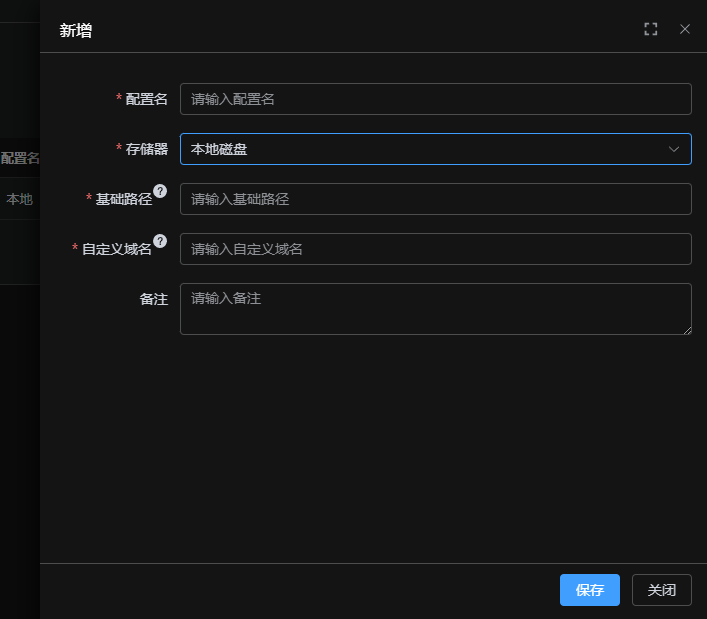 新增
配置名
本地
* 配置名
请输入配置名
* 存储器
本地磁盘
* 基础路径 ?
请输入基础路径
* 自定义域名 ?
请输入自定义域名
备注
请输入备注
保存
关闭